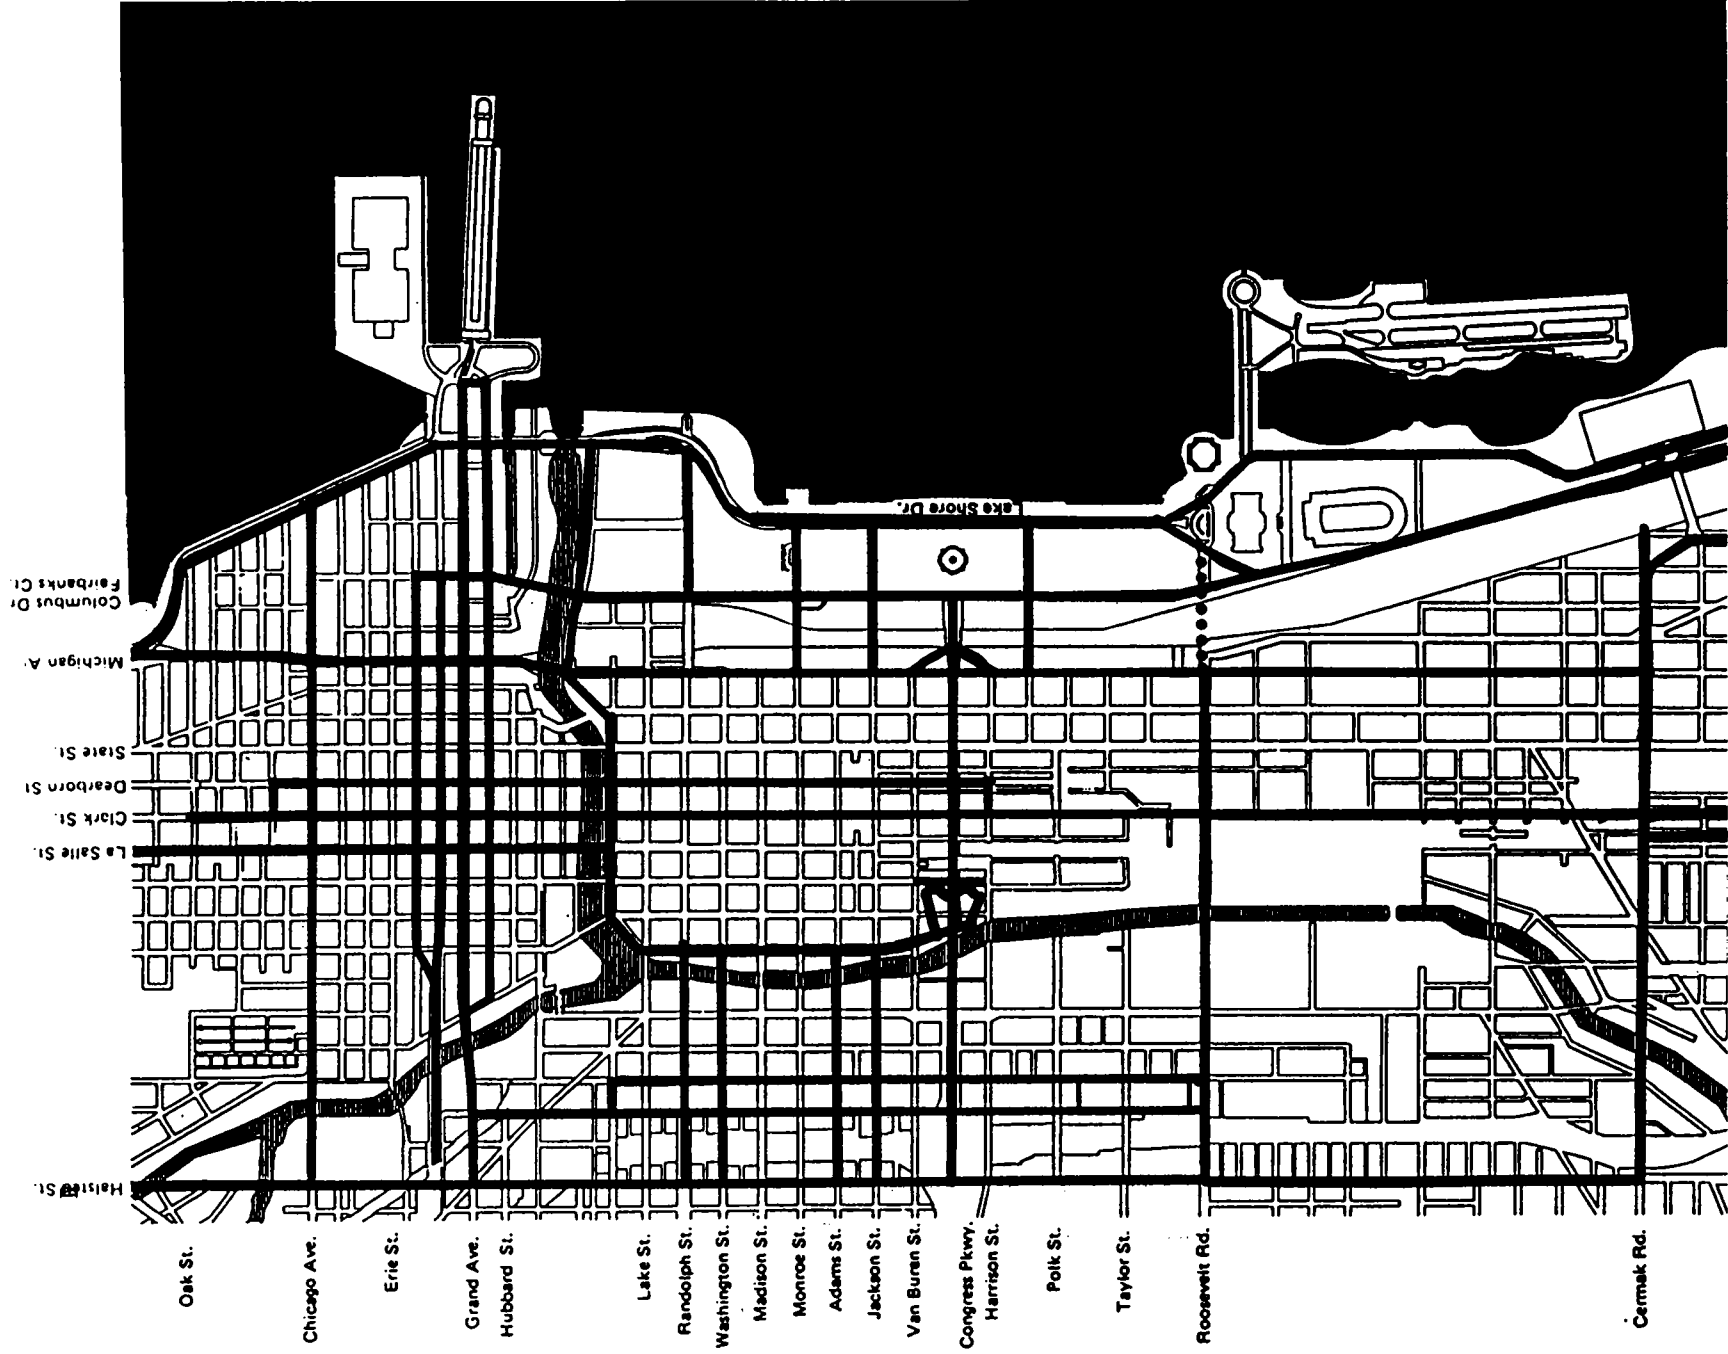 Fairbanks Ct.
Columbus Dr
Michigan A
State St.
Dearborn St
Clark St.
La Salle St.
Halsted St.
Lake Shore Dr.
Oak St.
Chicago Ave.
Erie St.
Grand Ave.
Hubbard St.
Lake St.
Randolph St.
Washington St.
Madison St.
Monroe St.
Adams St.
Jackson St.
Van Buren St.
Congress Pkwy.
Harrison St.
Polk St.
Taylor St.
Roosevelt Rd.
Cermak Rd.